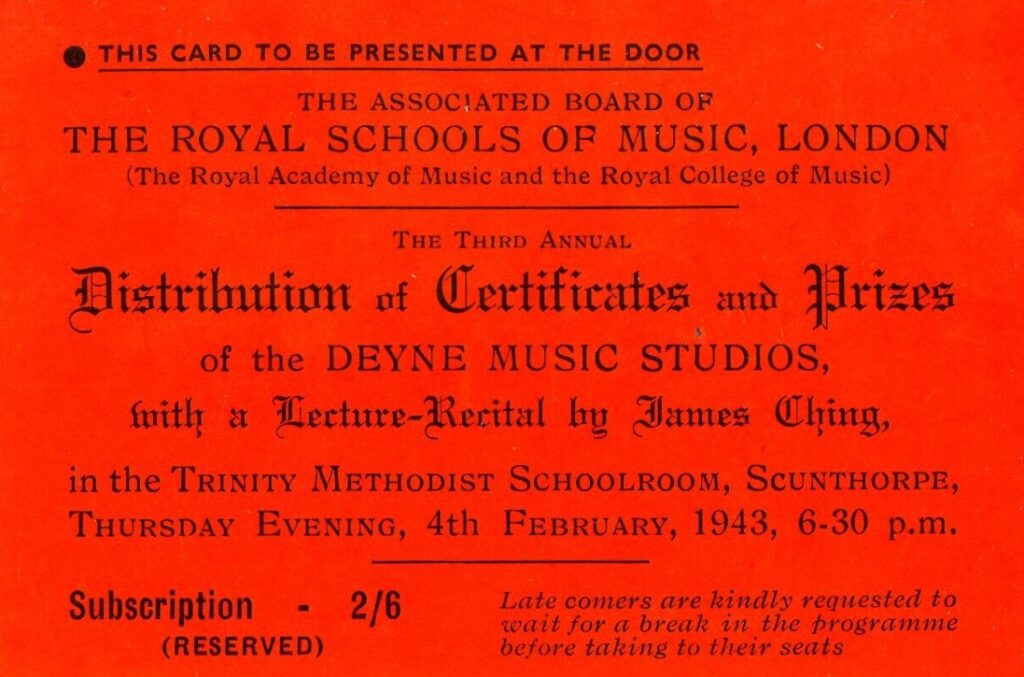 ● THIS CARD TO BE PRESENTED AT THE DOOR
THE ASSOCIATED BOARD OF
THE ROYAL SCHOOLS OF MUSIC, LONDON
(The Royal Academy of Music and the Royal College of Music)
THE THIRD ANNUAL
Distribution of Certificates and Prizes
of the DEYNE MUSIC STUDIOS,
with a Lecture-Recital by James Ching,
in the TRINITY METHODIST SCHOOLROOM, SCUNTHORPE,
THURSDAY EVENING, 4th FEBRUARY, 1943, 6-30 p.m.
Subscription - 2/6
(RESERVED)
Late comers are kindly requested to
wait for a break in the programme
before taking to their seats